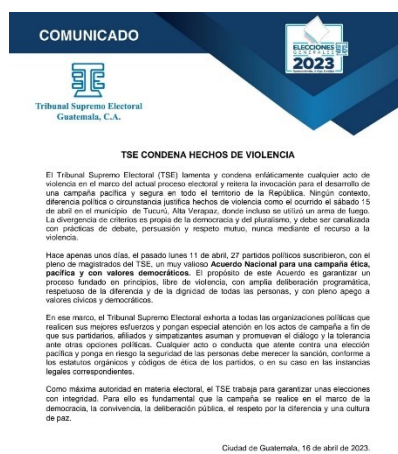 COMUNICADO
ELECCIONES
GENERALES
2023
Tribunal Supremo Electoral
Guatemala, C.A.
TSE CONDENA HECHOS DE VIOLENCIA
El Tribunal Supremo Electoral (TSE) lamenta y condena enfáticamente cualquier acto de
violencia en el marco del actual proceso electoral y reitera la invocación para el desarrollo de
una campaña pacífica y segura en todo el territorio de la República. Ningún contexto,
diferencia política o circunstancia justifica hechos de violencia como el ocurrido el sábado 15
de abril en el municipio de Tucurú, Alta Verapaz, donde incluso se utilizó un arma de fuego.
La divergencia de criterios es propia de la democracia y del pluralismo, y debe ser canalizada
con prácticas de debate, persuasión y respeto mutuo, nunca mediante el recurso a la
violencia.
Hace apenas unos días, el pasado lunes 11 de abril, 27 partidos políticos suscribieron, con el
pleno de magistrados del TSE, un muy valioso Acuerdo Nacional para una campaña ética,
pacífica y con valores democráticos. El propósito de este Acuerdo es garantizar un
proceso fundado en principios, libre de violencia, con amplia deliberación programática,
respetuoso de la diferencia y de la dignidad de todas las personas, y con pleno apego a
valores cívicos y democráticos.
En ese marco, el Tribunal Supremo Electoral exhorta a todas las organizaciones políticas que
realicen sus mejores esfuerzos y pongan especial atención en los actos de campaña a fin de
que sus partidarios, afiliados y simpatizantes asuman y promuevan el diálogo y la tolerancia
ante otras opciones políticas. Cualquier acto o conducta que atente contra una elección
pacífica y ponga en riesgo la seguridad de las personas debe merecer la sanción, conforme a
los estatutos orgánicos y códigos de ética de los partidos, o en su caso en las instancias
legales correspondientes.
Como máxima autoridad en materia electoral, el TSE trabaja para garantizar unas elecciones
con integridad. Para ello es fundamental que la campaña se realice en el marco de la
democracia, la convivencia, la deliberación pública, el respeto por la diferencia y una cultura
de paz.
Ciudad de Guatemala, 16 de abril de 2023.